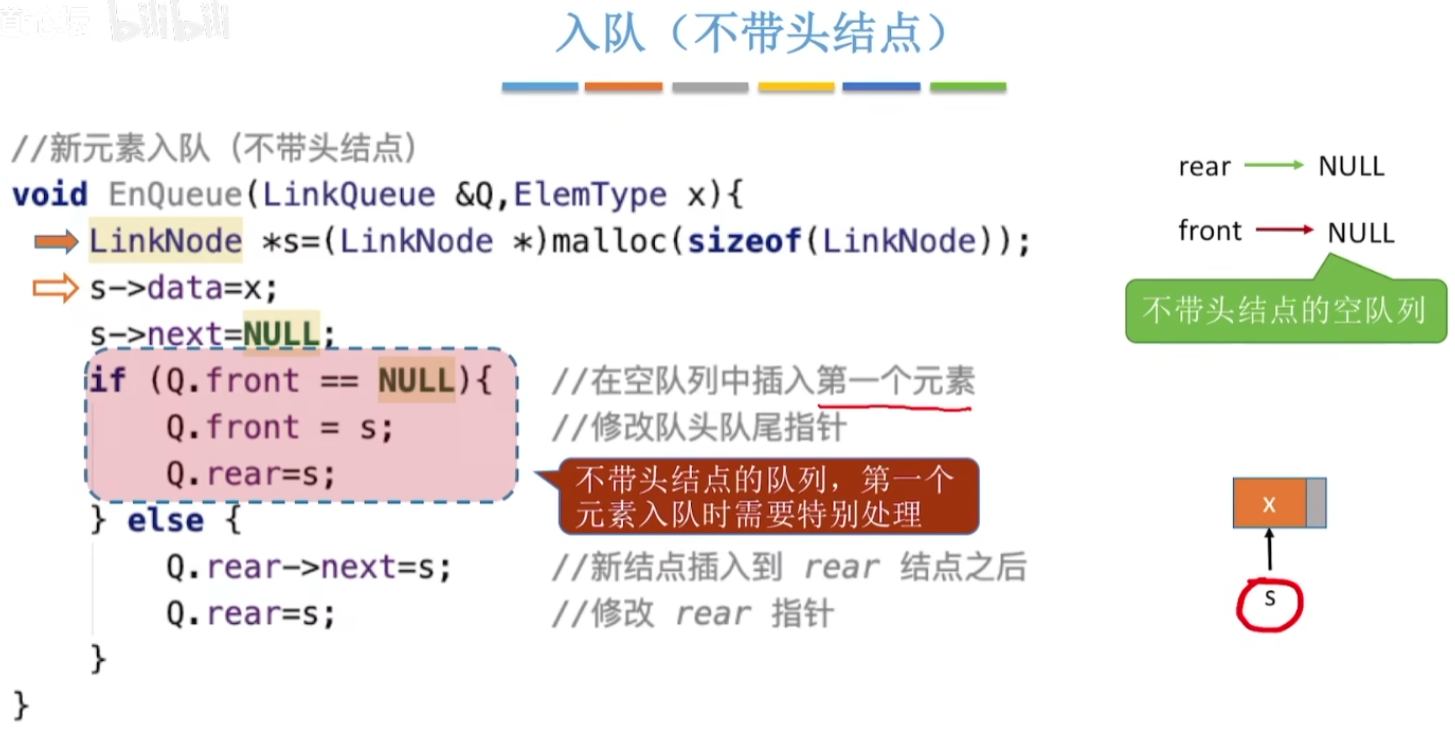 bilibili
入队（不带头结点）
//新元素入队（不带头结点）
void EnQueue(LinkQueue &Q,ElemType x){
LinkNode *s=(LinkNode *)malloc(sizeof(LinkNode));
s->data=x;
s->next=NULL;
if (Q.front == NULL){ //在空队列中插入第一个元素
Q.front = s; //修改队头队尾指针
Q.rear=s;
不带头结点的队列，第一个
元素入队时需要特别处理
} else {
Q.rear->next=s; //新结点插入到 rear 结点之后
Q.rear=s; //修改 rear 指针
}
}
rear NULL
front NULL
不带头结点的空队列
x
s